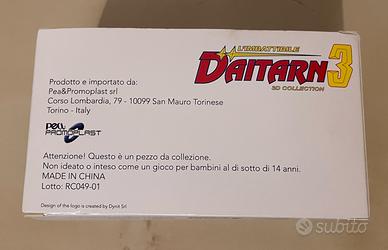 L'IMBATTIBILE
DAITARN 3
3D COLLECTION
Prodotto e importato da:
Pea&Promoplast srl
Corso Lombardia, 79 - 10099 San Mauro Torinese
Torino - Italy
pea
PROMOPLAST
Attenzione! Questo è un pezzo da collezione.
Non ideato o inteso come un gioco per bambini al di sotto di 14 anni.
MADE IN CHINA
Lotto: RC049-01
Design of the logo is created by Dynit Srl
subito